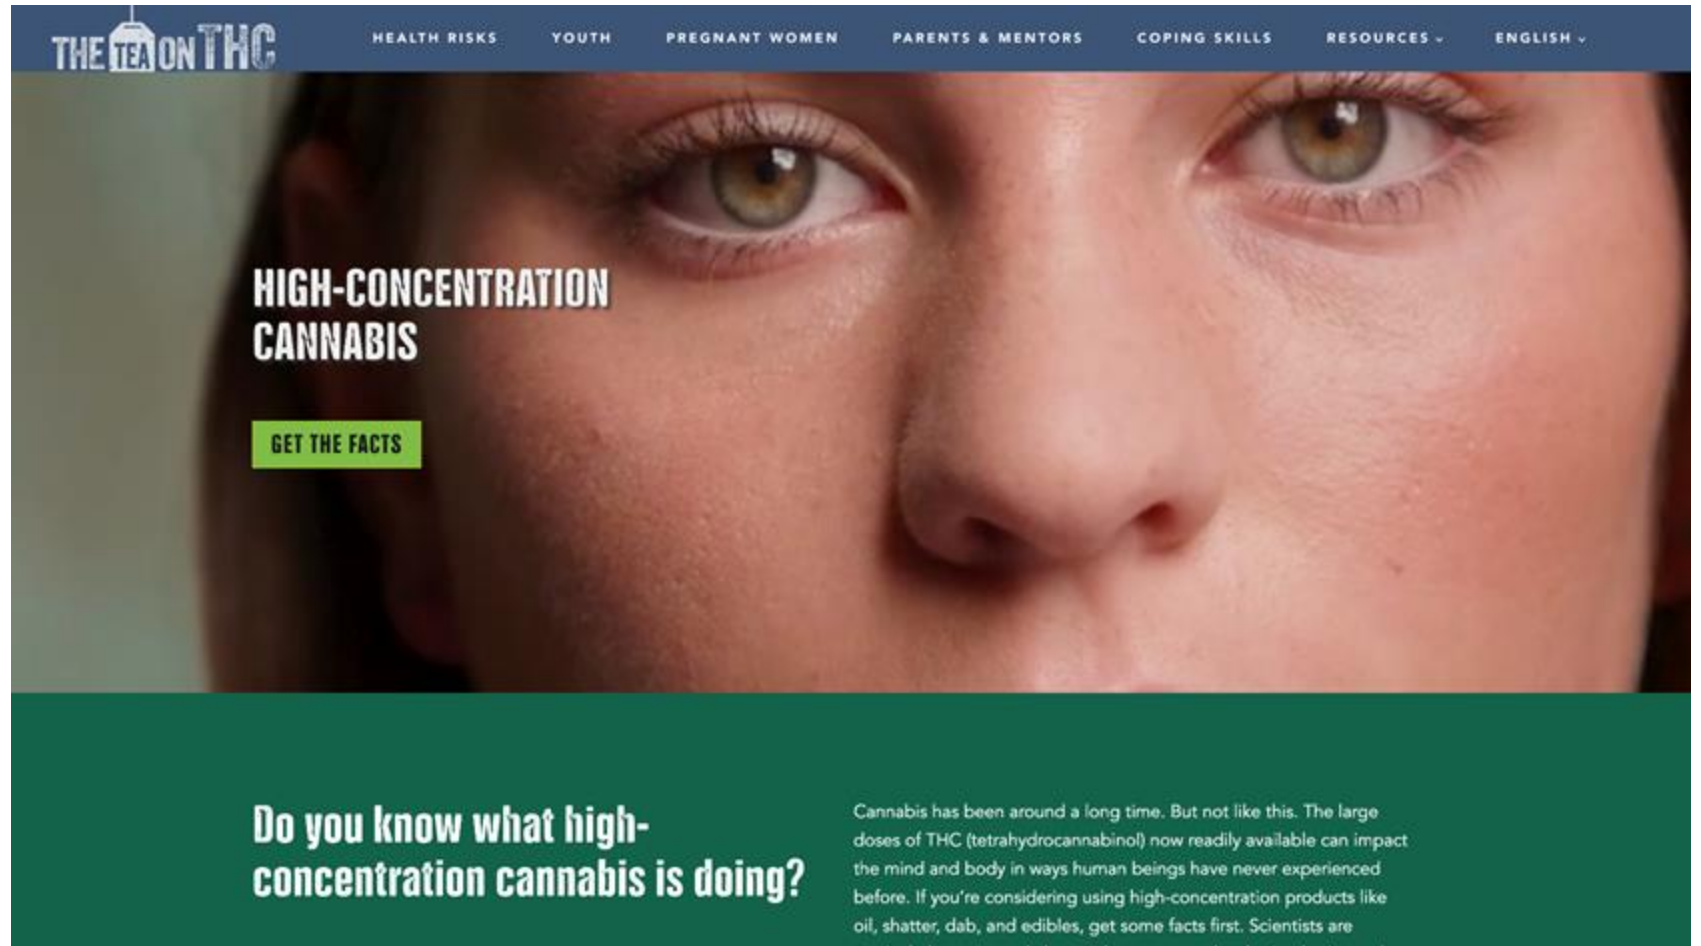 THE TEA ON THC
HEALTH RISKS YOUTH PREGNANT WOMEN PARENTS & MENTORS COPING SKILLS RESOURCES ENGLISH
HIGH-CONCENTRATION
CANNABIS
GET THE FACTS
Do you know what high-
concentration cannabis is doing?
Cannabis has been around a long time. But not like this. The large
doses of THC (tetrahydrocannabinol) now readily available can impact
the mind and body in ways human beings have never experienced
before. If you're considering using high-concentration products like
oil, shatter, dab, and edibles, get some facts first. Scientists are